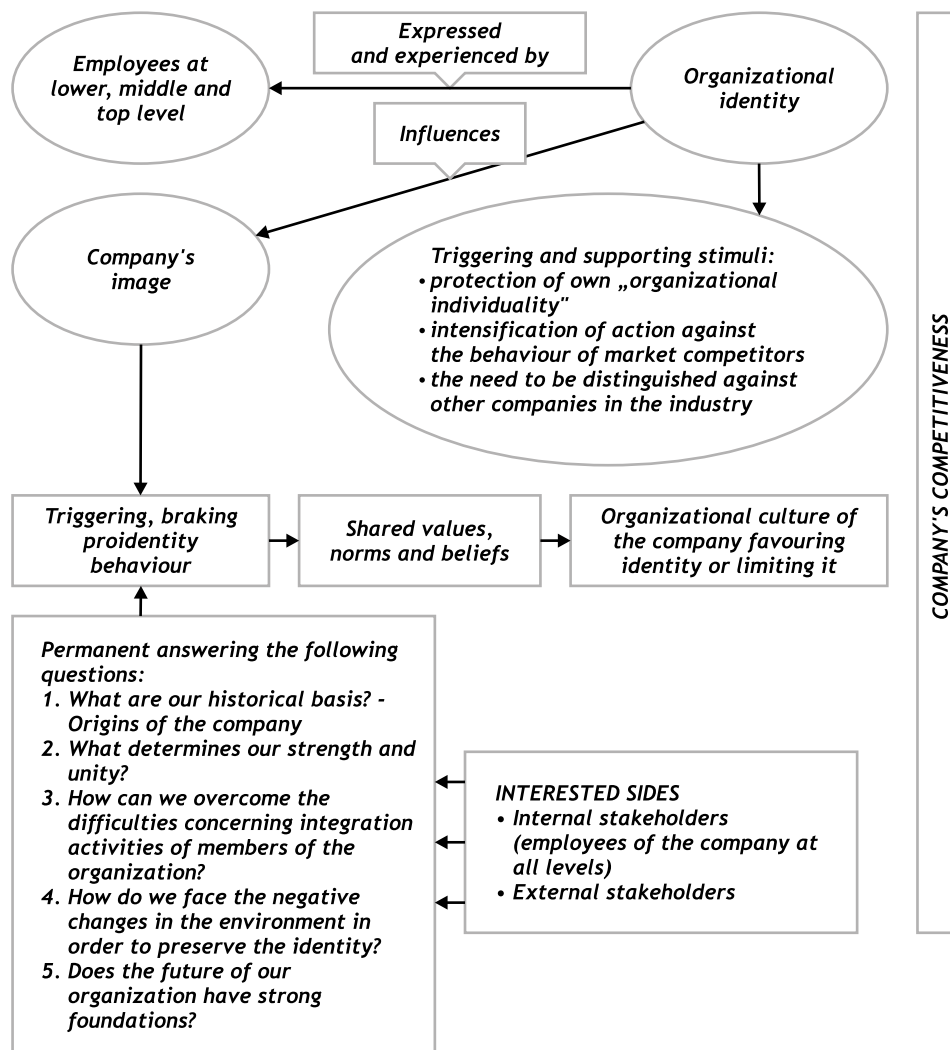 Expressed
and experienced by
Employees at
lower, middle and
top level
Organizational
identity
Influences
Company's
image
Triggering and supporting stimuli:
• protection of own „organizational
individuality"
• intensification of action against
the behaviour of market competitors
• the need to be distinguished against
other companies in the industry
COMPANY'S COMPETITIVENESS
Triggering, braking
proidentity
behaviour
Shared values,
norms and beliefs
Organizational culture of
the company favouring
identity or limiting it
Permanent answering the following
questions:
1. What are our historical basis? -
Origins of the company
2. What determines our strength and
unity?
3. How can we overcome the
difficulties concerning integration
activities of members of the
organization?
4. How do we face the negative
changes in the environment in
order to preserve the identity?
5. Does the future of our
organization have strong
foundations?
INTERESTED SIDES
• Internal stakeholders
(employees of the company at
all levels)
• External stakeholders